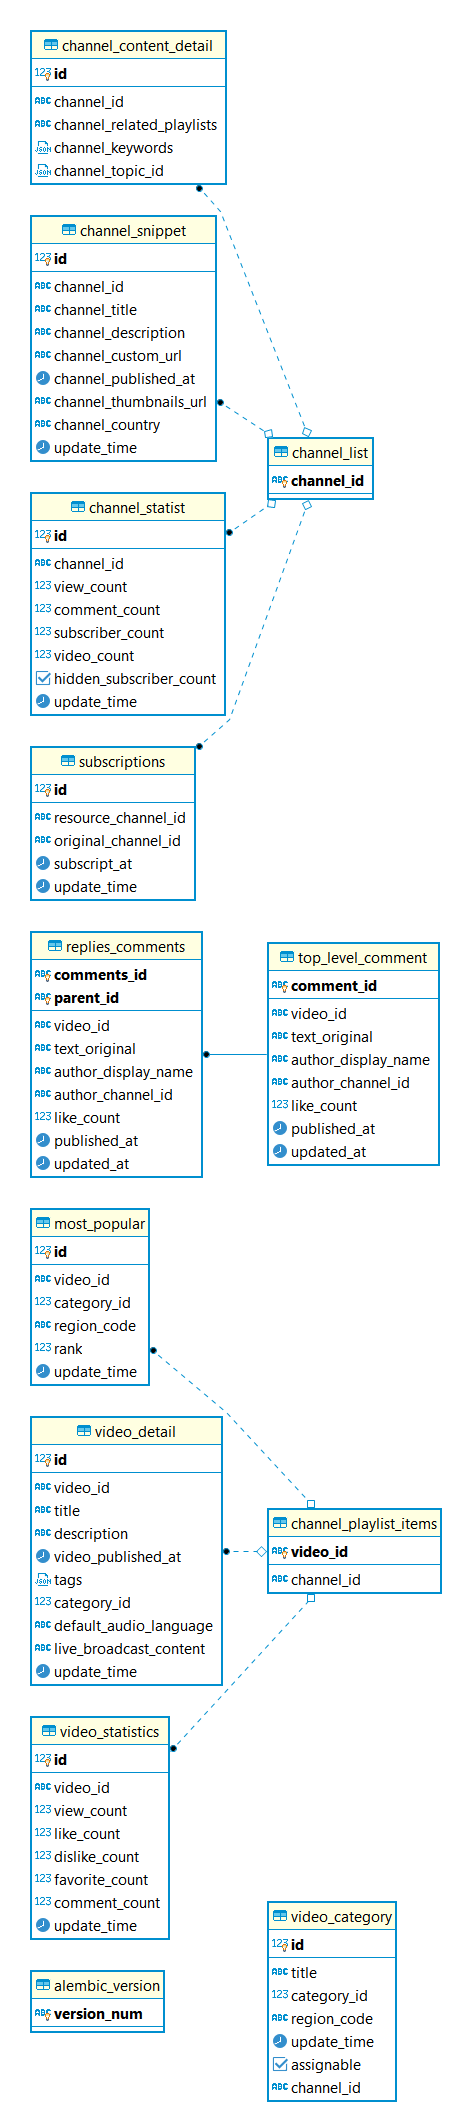 channel_content_detail
123 id
ABC channel_id
ABC channel_related_playlists
JSON channel_keywords
JSON channel_topic_id
channel_snippet
123 id
ABC channel_id
ABC channel_title
ABC channel_description
ABC channel_custom_url
channel_published_at
ABC channel_thumbnails_url
ABC channel_country
update_time
channel_list
ABC channel_id
channel_statist
123 id
ABC channel_id
123 view_count
123 comment_count
123 subscriber_count
123 video_count
hidden_subscriber_count
update_time
subscriptions
123 id
ABC resource_channel_id
ABC original_channel_id
subscript_at
update_time
replies_comments
ABC comments_id
ABC parent_id
ABC video_id
ABC text_original
ABC author_display_name
ABC author_channel_id
123 like_count
published_at
updated_at
top_level_comment
ABC comment_id
ABC video_id
ABC text_original
ABC author_display_name
ABC author_channel_id
123 like_count
published_at
updated_at
most_popular
123 id
ABC video_id
123 category_id
ABC region_code
123 rank
update_time
video_detail
123 id
ABC video_id
ABC title
ABC description
video_published_at
JSON tags
123 category_id
ABC default_audio_language
ABC live_broadcast_content
update_time
channel_playlist_items
ABC video_id
ABC channel_id
video_statistics
123 id
ABC video_id
123 view_count
123 like_count
123 dislike_count
123 favorite_count
123 comment_count
update_time
video_category
123 id
ABC title
123 category_id
ABC region_code
update_time
assignable
ABC channel_id
alembic_version
ABC version_num